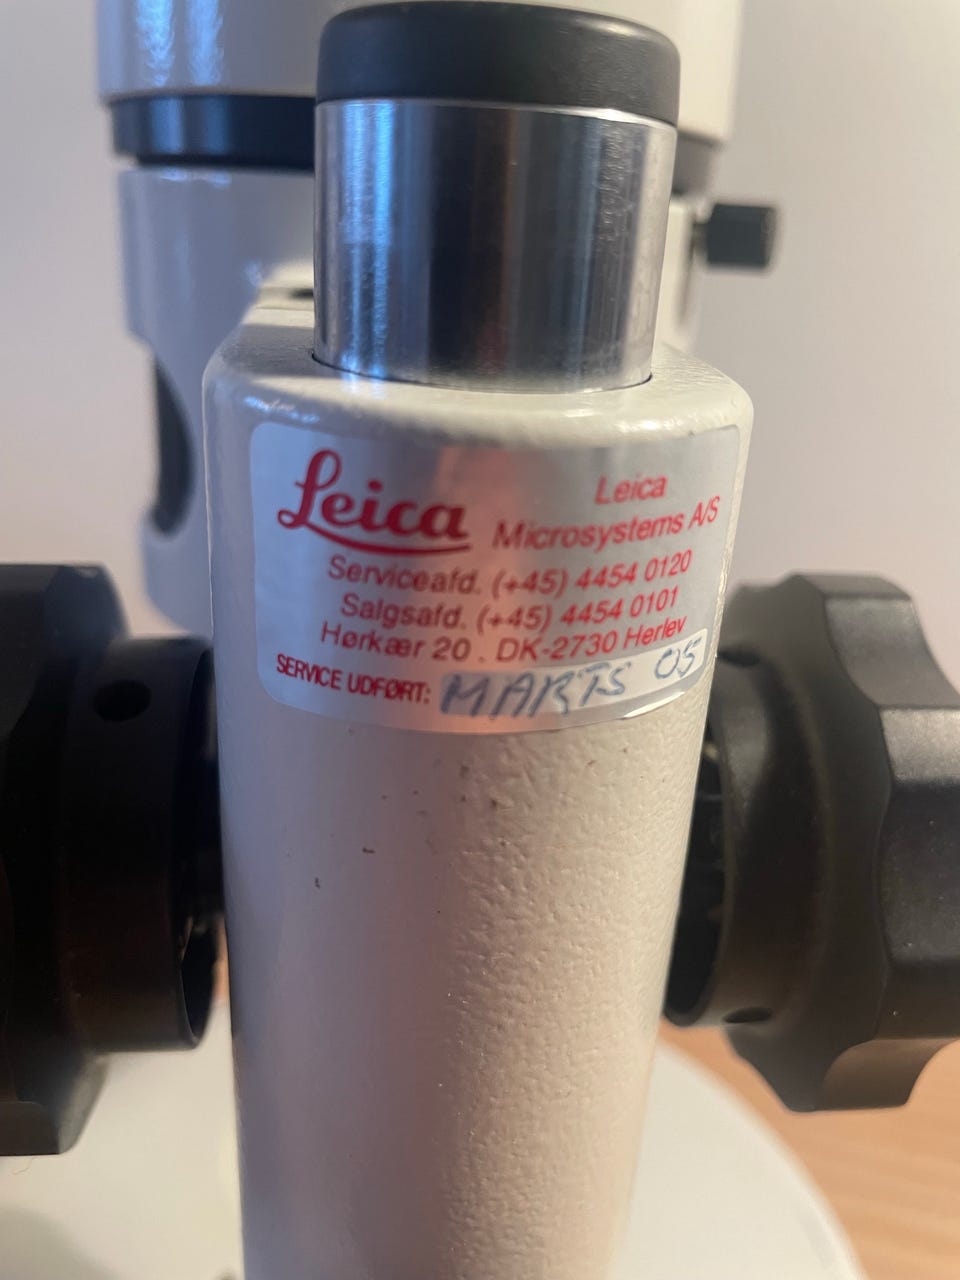 Leica
Leica
Microsystems A/S
Serviceafd. (+45) 4454 0120
Salgsafd. (+45) 4454 0101
Hørkær 20 . DK-2730 Herlev
SERVICE UDFØRT: MARTS 05